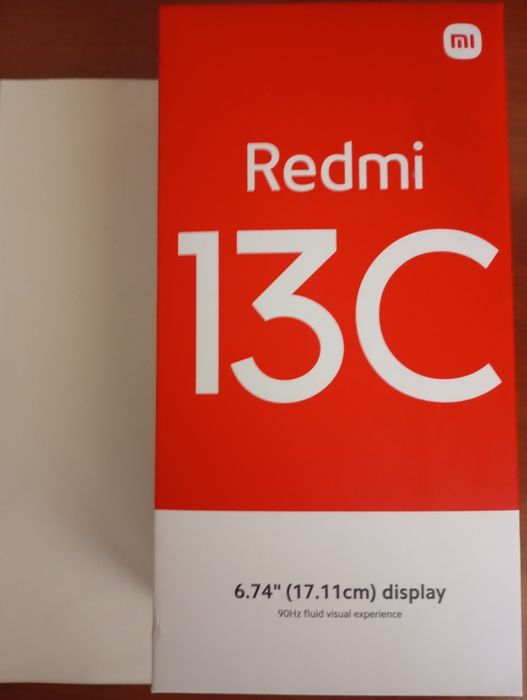 mi
Redmi
13C
6.74" (17.11cm) display
90Hz fluid visual experience